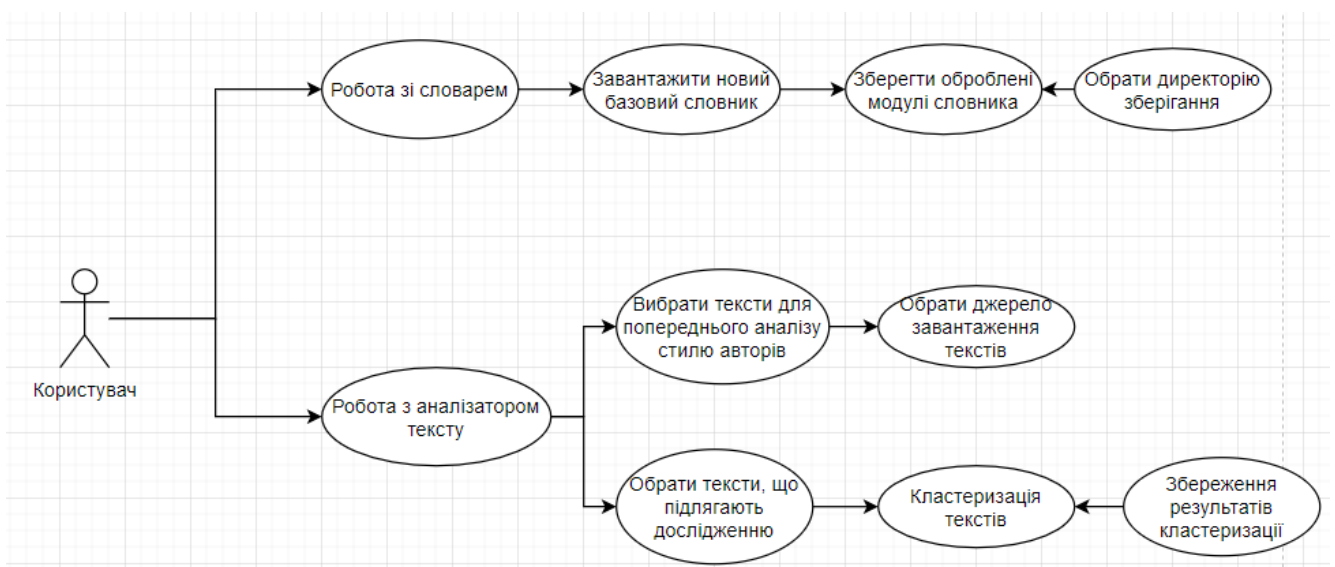 Робота зі словарем
Завантажити новий
базовий словник
Зберегти оброблені
модулі словника
Обрати директорію
зберігання
Користувач
Робота з аналізатором
тексту
Вибрати тексти для
попереднього аналізу
стилю авторів
Обрати джерело
завантаження
текстів
Обрати тексти, що
підлягають
дослідженню
Кластеризація
текстів
Збереження
результатів
кластеризації